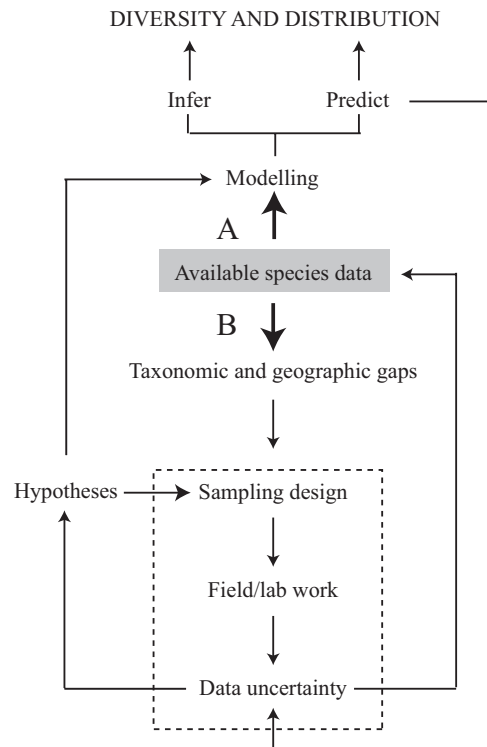 DIVERSITY AND DISTRIBUTION
Infer
Predict
Modelling
A
Available species data
B
Taxonomic and geographic gaps
Hypotheses
Sampling design
Field/lab work
Data uncertainty